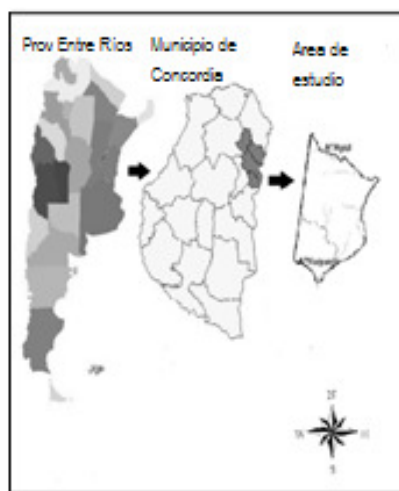 Prov Entre Ríos
Municipio de
Concordia
Area de
estudio